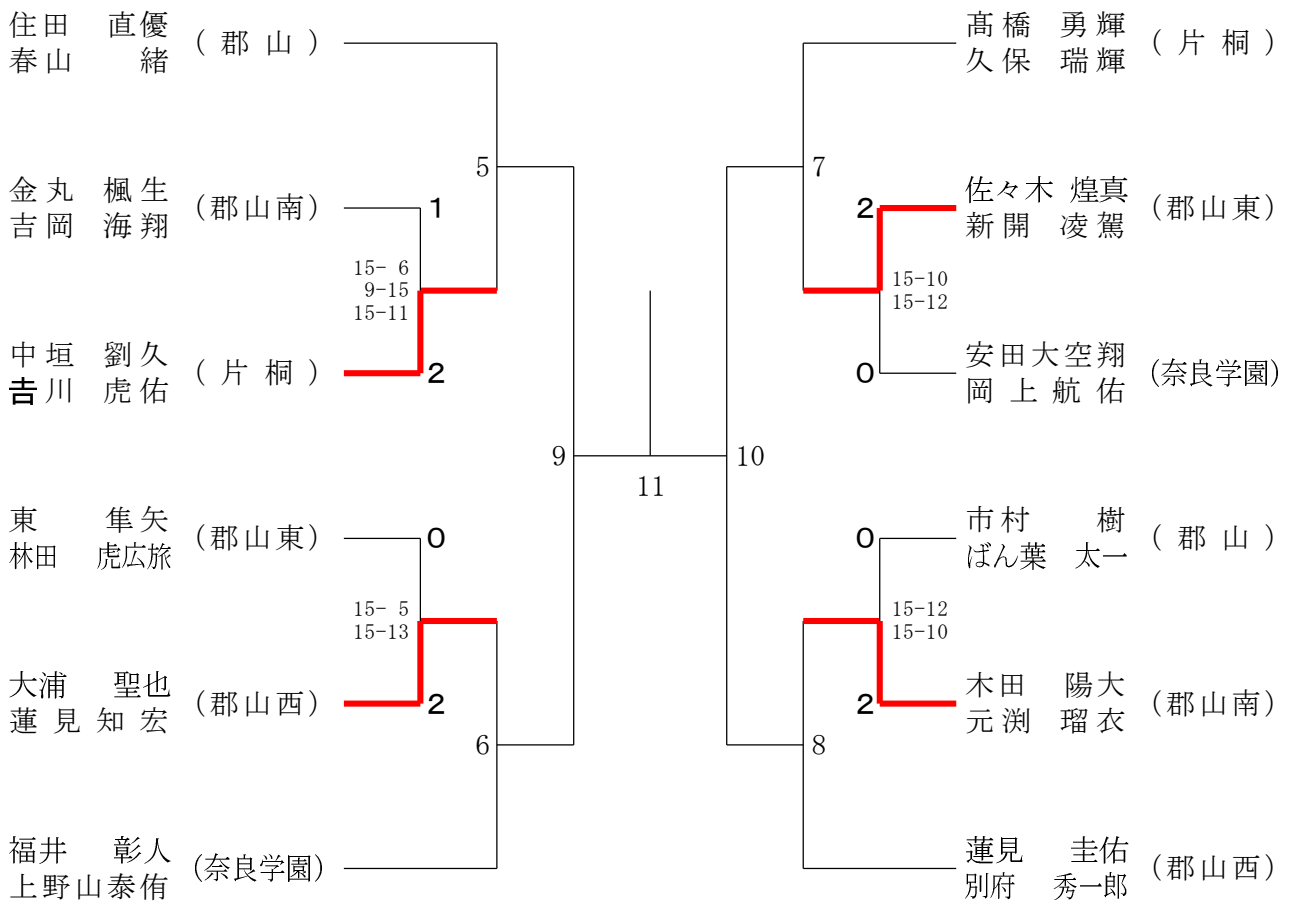 住田 直優
春山 緒
(郡山)
5
金丸 楓生
吉岡 海翔
(郡山南)
1
15- 6
9-15
15-11
中垣 劉久
𠮷川 虎佑
(片桐)
2
9
東 隼矢
林田 虎広旅
(郡山東)
0
15- 5
15-13
大浦 聖也
蓮見知宏
(郡山西)
2
6
福井 彰人
上野山泰侑
(奈良学園)
11
髙橋 勇輝
久保 瑞輝
(片桐)
7
佐々木 煌真
新開 凌駕
(郡山東)
2
15-10
15-12
安田大空翔
岡上航佑
(奈良学園)
0
10
市村 樹
ばん葉 太一
(郡山)
0
15-12
15-10
木田 陽大
元渕 瑠衣
(郡山南)
2
8
蓮見 圭佑
別府 秀一郎
(郡山西)